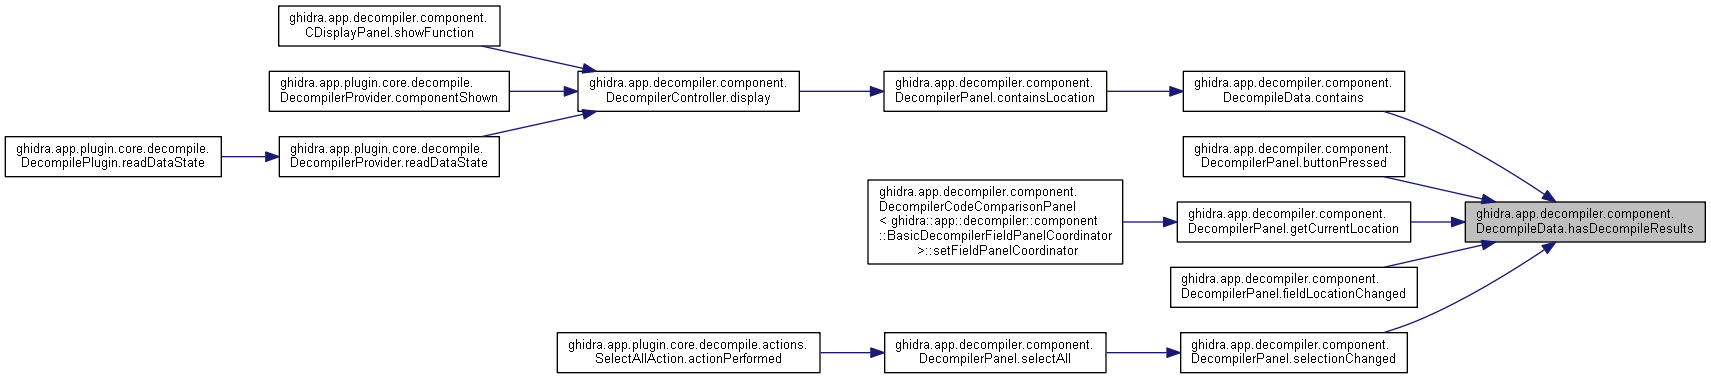 ghidra.app.decompiler.component.
CDisplayPanel.showFunction
ghidra.app.plugin.core.decompile.
DecompilerProvider.componentShown
ghidra.app.decompiler.component.
DecompilerController.display
ghidra.app.decompiler.component.
DecompilerPanel.containsLocation
ghidra.app.decompiler.component.
DecompileData.contains
ghidra.app.plugin.core.decompile.
DecompilePlugin.readDataState
ghidra.app.plugin.core.decompile.
DecompilerProvider.readDataState
ghidra.app.decompiler.component.
DecompilerPanel.buttonPressed
ghidra.app.decompiler.component.
DecompilerCodeComparisonPanel
< ghidra::app::decompiler::component
::BasicDecompilerFieldPanelCoordinator
>::setFieldPanelCoordinator
ghidra.app.decompiler.component.
DecompilerPanel.getCurrentLocation
ghidra.app.decompiler.component.
DecompileData.hasDecompileResults
ghidra.app.decompiler.component.
DecompilerPanel.fieldLocationChanged
ghidra.app.plugin.core.decompile.actions.
SelectAllAction.actionPerformed
ghidra.app.decompiler.component.
DecompilerPanel.selectAll
ghidra.app.decompiler.component.
DecompilerPanel.selectionChanged